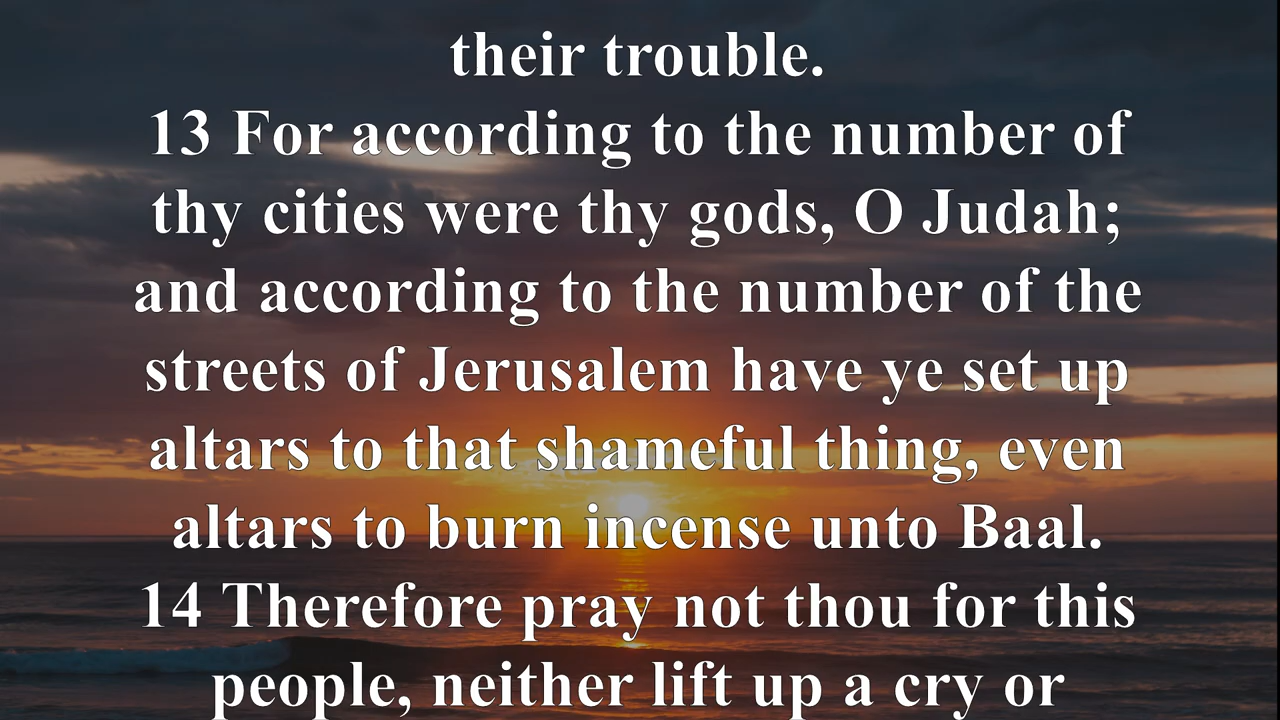 their trouble.
13 For according to the number of
thy cities were thy gods, O Judah;
and according to the number of the
streets of Jerusalem have ye set up
altars to that shameful thing, even
altars to burn incense unto Baal.
14 Therefore pray not thou for this
people, neither lift up a cry or